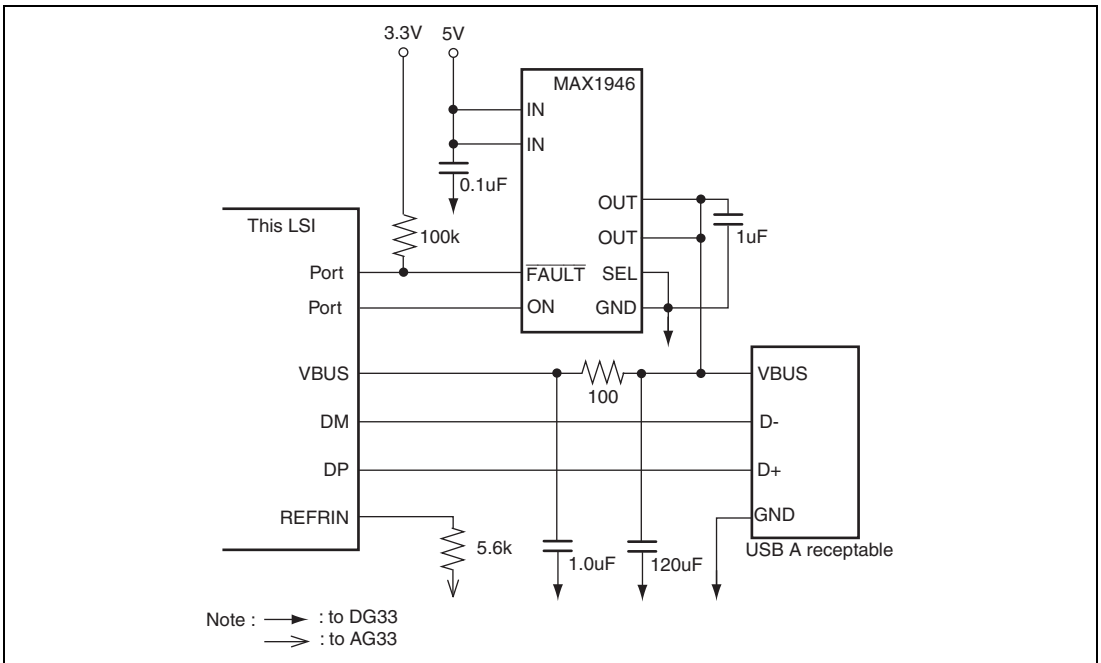 3.3V 5V
MAX1946
IN
IN
0.1uF
OUT
OUT
1uF
This LSI
100k
Port
FAULT
SEL
Port
ON
GND
VBUS
100
VBUS
DM
D-
DP
D+
REFRIN
GND
5.6k
1.0uF
120uF
USB A receptable
Note : : to DG33
: to AG33